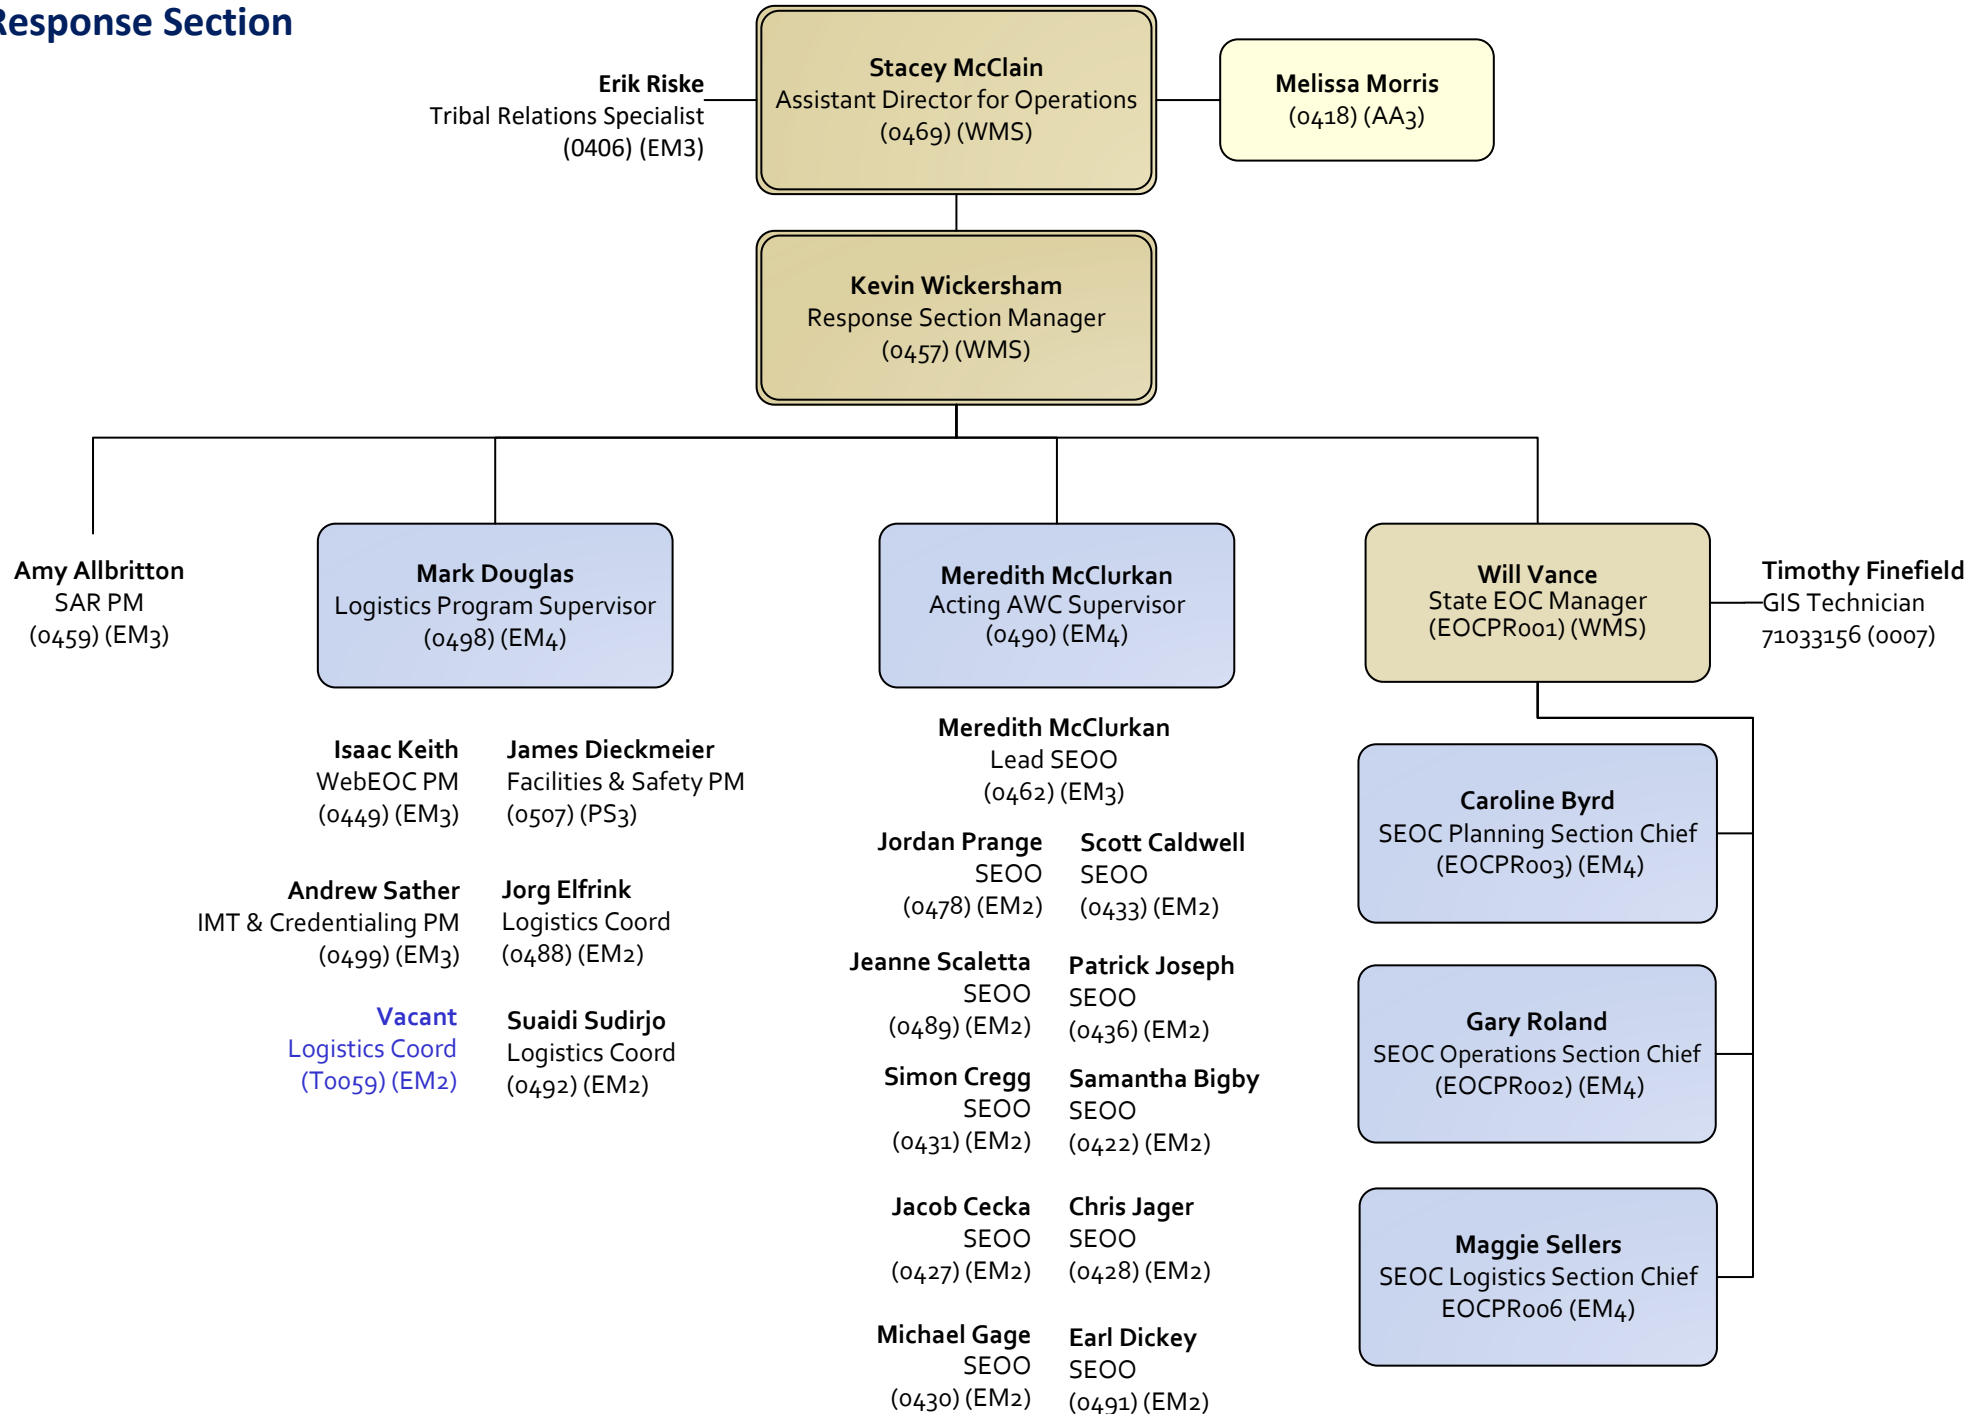 Response Section
Erik Riske
Tribal Relations Specialist
(0406) (EM3)
Stacey McClain
Assistant Director for Operations
(0469) (WMS)
Melissa Morris
(0418) (AA3)
Kevin Wickersham
Response Section Manager
(0457) (WMS)
Amy Allbritton
SAR PM
(0459) (EM3)
Mark Douglas
Logistics Program Supervisor
(0498) (EM4)
Meredith McClurkan
Acting AWC Supervisor
(0490) (EM4)
Will Vance
State EOC Manager
(EOCPR001) (WMS)
Timothy Finefield
GIS Technician
71033156 (0007)
Isaac Keith
WebEOC PM
(0449) (EM3)
James Dieckmeier
Facilities & Safety PM
(0507) (PS3)
Andrew Sather
IMT & Credentialing PM
(0499) (EM3)
Jorg Elfrink
Logistics Coord
(0488) (EM2)
Vacant
Logistics Coord
(T0059) (EM2)
Suaidi Sudirjo
Logistics Coord
(0492) (EM2)
Meredith McClurkan
Lead SEOO
(0462) (EM3)
Jordan Prange
SEOO
(0478) (EM2)
Scott Caldwell
SEOO
(0433) (EM2)
Jeanne Scaletta
SEOO
(0489) (EM2)
Patrick Joseph
SEOO
(0436) (EM2)
Simon Cregg
SEOO
(0431) (EM2)
Samantha Bigby
SEOO
(0422) (EM2)
Jacob Cecka
SEOO
(0427) (EM2)
Chris Jager
SEOO
(0428) (EM2)
Michael Gage
SEOO
(0430) (EM2)
Earl Dickey
SEOO
(0491) (EM2)
Caroline Byrd
SEOC Planning Section Chief
(EOCPR003) (EM4)
Gary Roland
SEOC Operations Section Chief
(EOCPR002) (EM4)
Maggie Sellers
SEOC Logistics Section Chief
EOCPR006 (EM4)